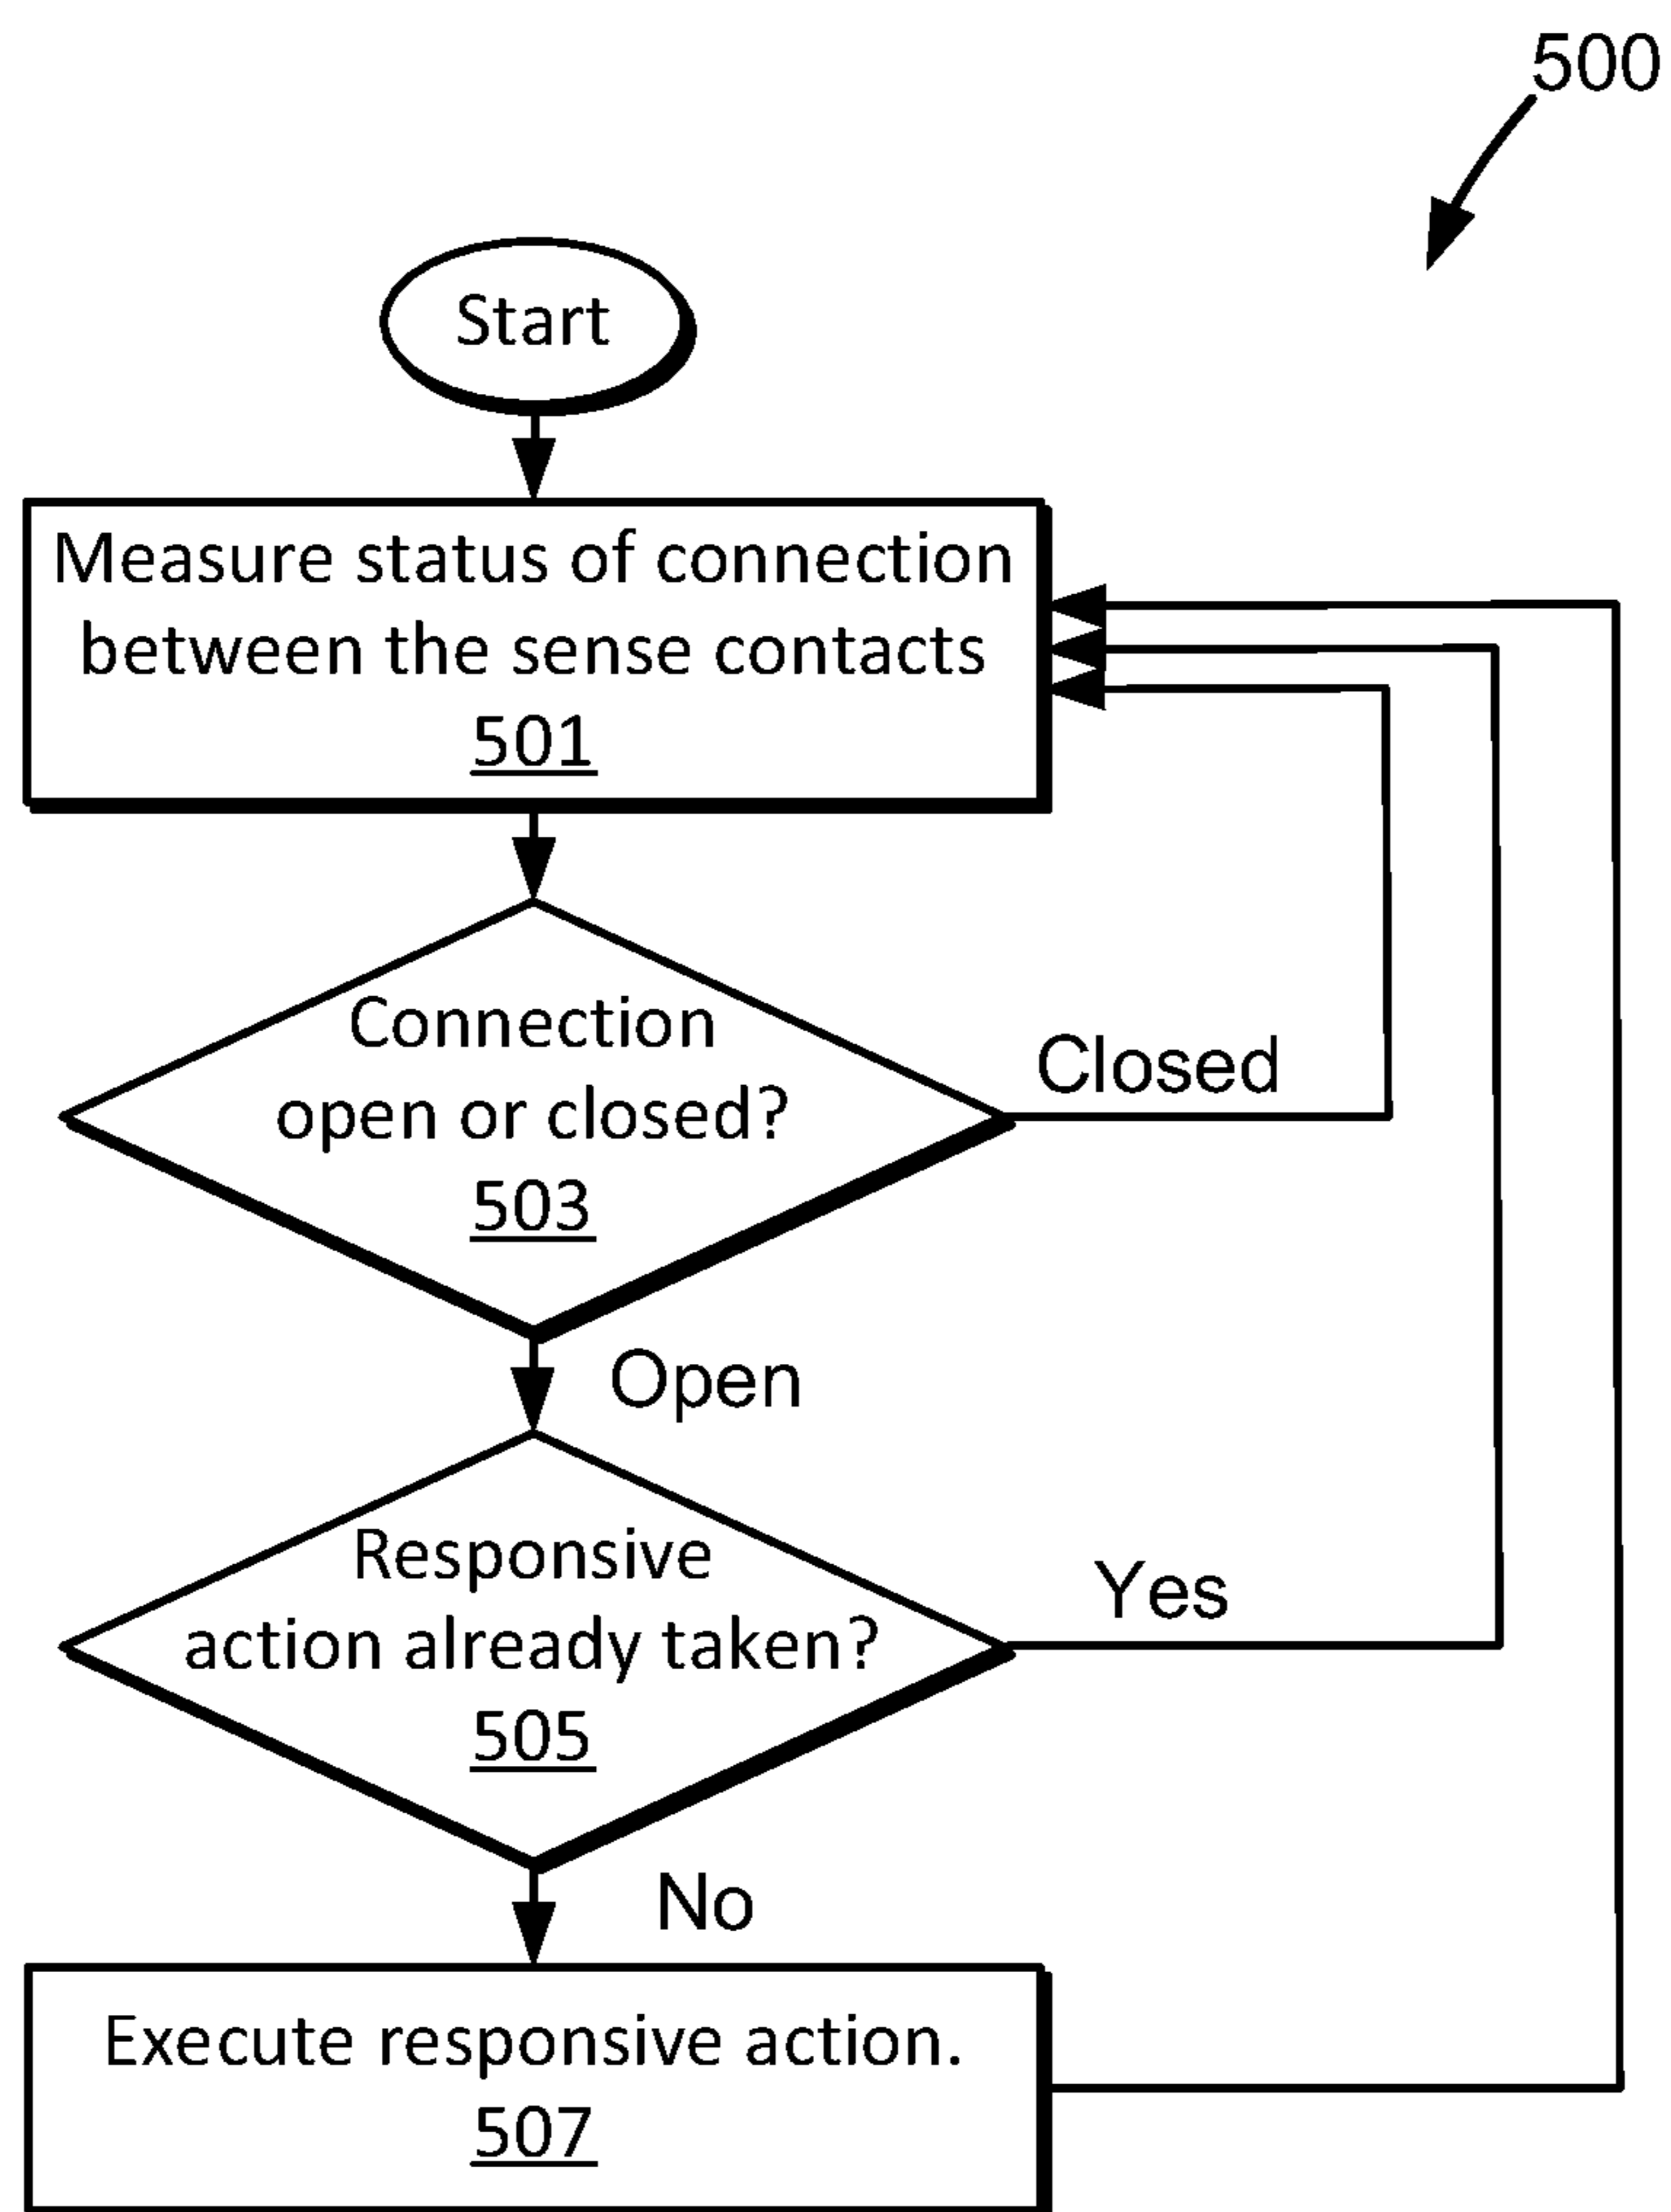 500
Start
Measure status of connection
between the sense contacts
501
Connection
open or closed?
503
Closed
Open
Responsive
action already taken?
505
Yes
No
Execute responsive action.
507